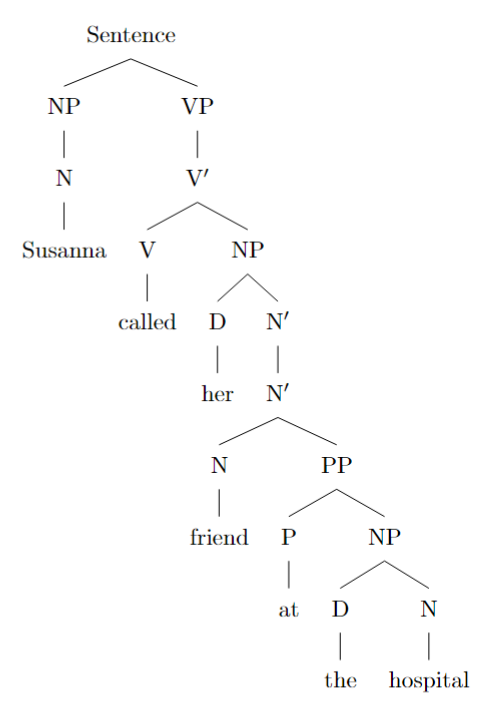 Sentence
NP VP
N V′
Susanna V NP
called D N′
her N′
N PP
friend P NP
at D N
the hospital